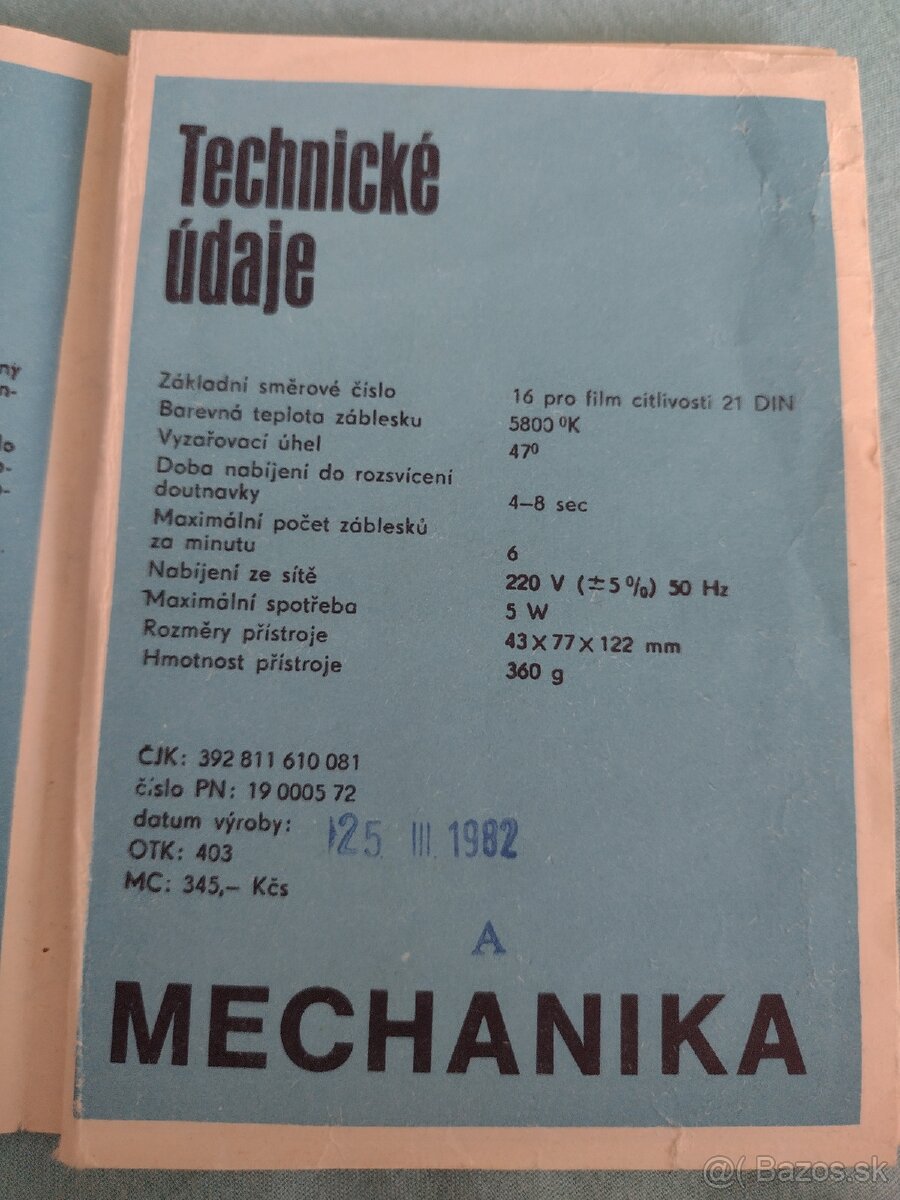 Technické
údaje
Základní směrové číslo 16 pro film citlivosti 21 DIN
Barevná teplota záblesku 5800 ⁰K
Vyzařovací úhel 47⁰
Doba nabíjení do rozsvícení
doutnavky 4–8 sec
Maximální počet záblesků
za minutu 6
Nabíjení ze sítě 220 V (±5 %) 50 Hz
Maximální spotřeba 5 W
Rozměry přístroje 43 X 77 X 122 mm
Hmotnost přístroje 360 g
ČJK: 392 811 610 081
číslo PN: 19 0005 72
datum výroby: 25. III. 1982
OTK: 403
MC: 345,– Kčs
A
MECHANIKA
@( Bazos.sk